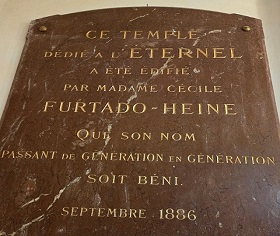 CE TEMPLE
DÉDIÉ A L'ÉTERNEL
A ÉTÉ ÉDIFIÉ
PAR MADAME CÉCILE
FURTADO-HEINE
QUE SON NOM
PASSANT DE GÉNÉRATION EN GÉNÉRATION
SOIT BÉNI.
SEPTEMBRE 1886